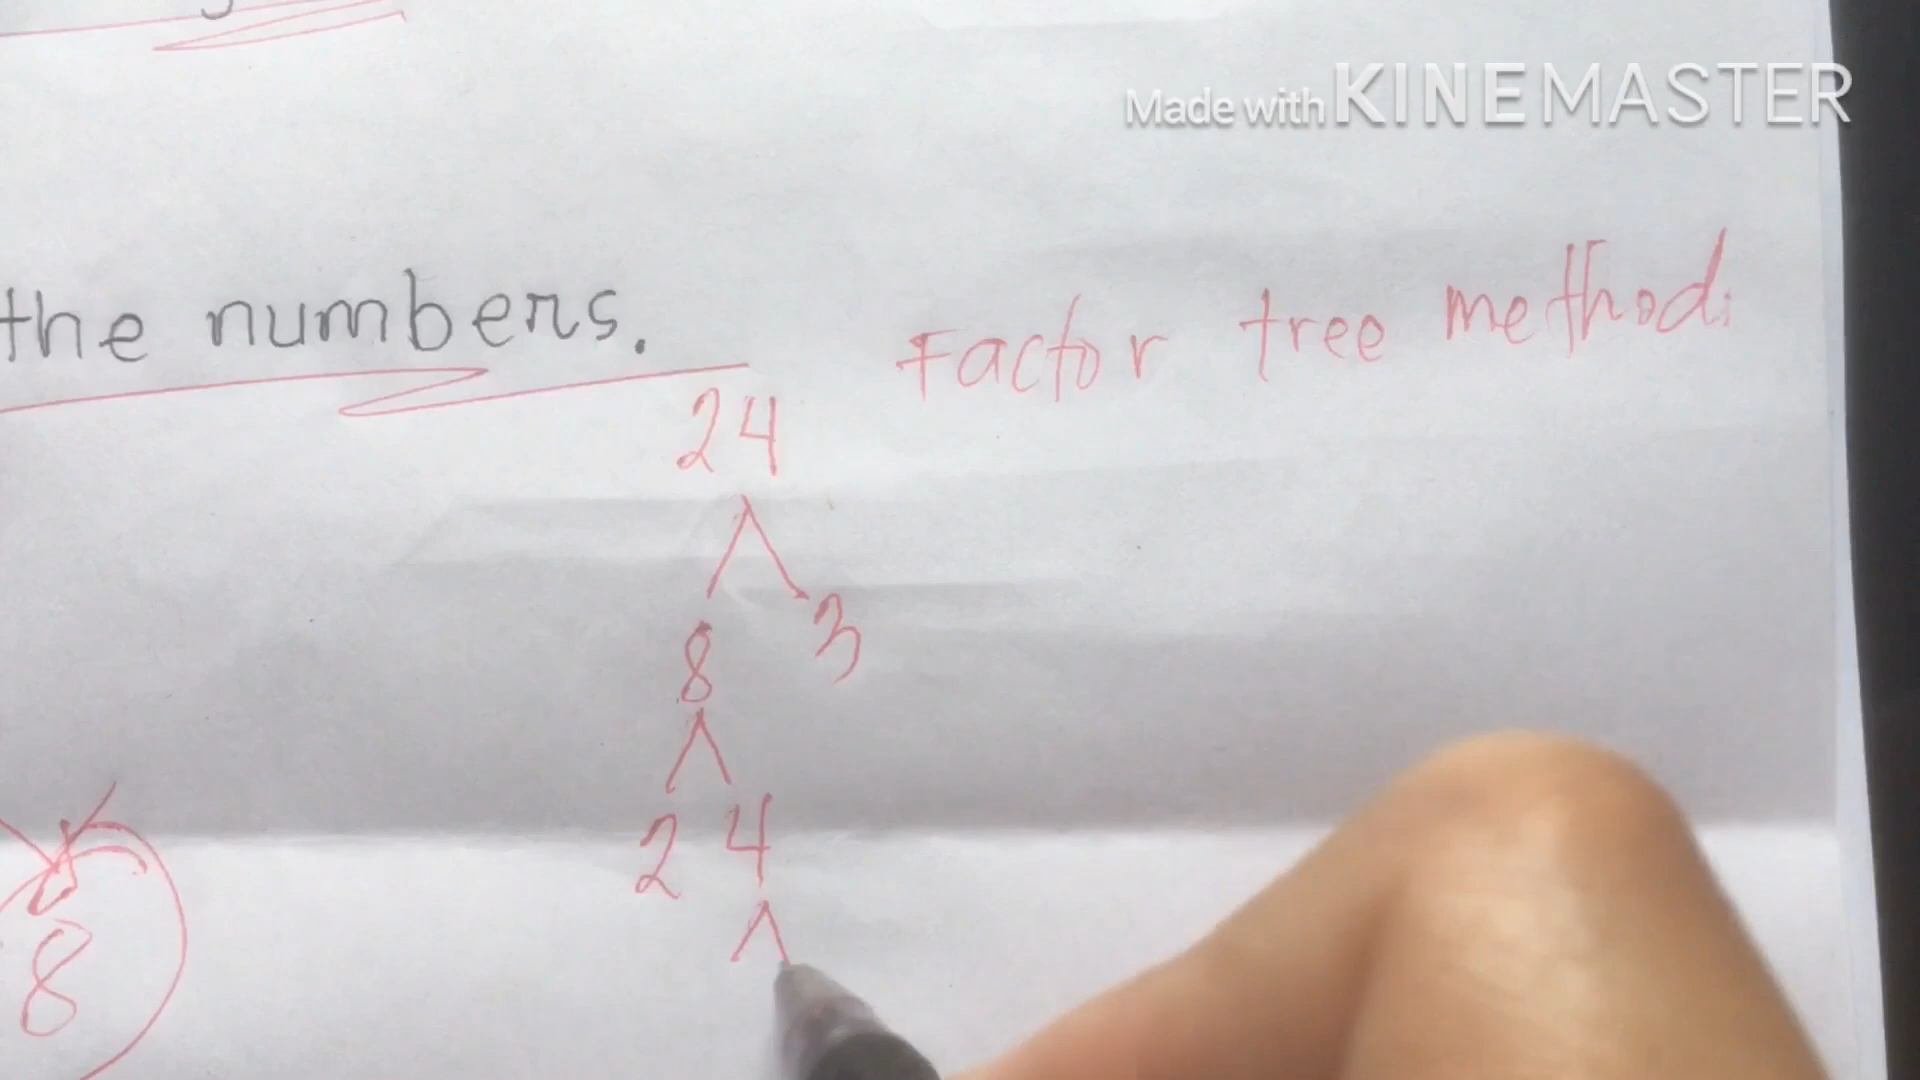 Made with KINEMASTER
the numbers.
Factor tree method:
24
8 3
2 4
8